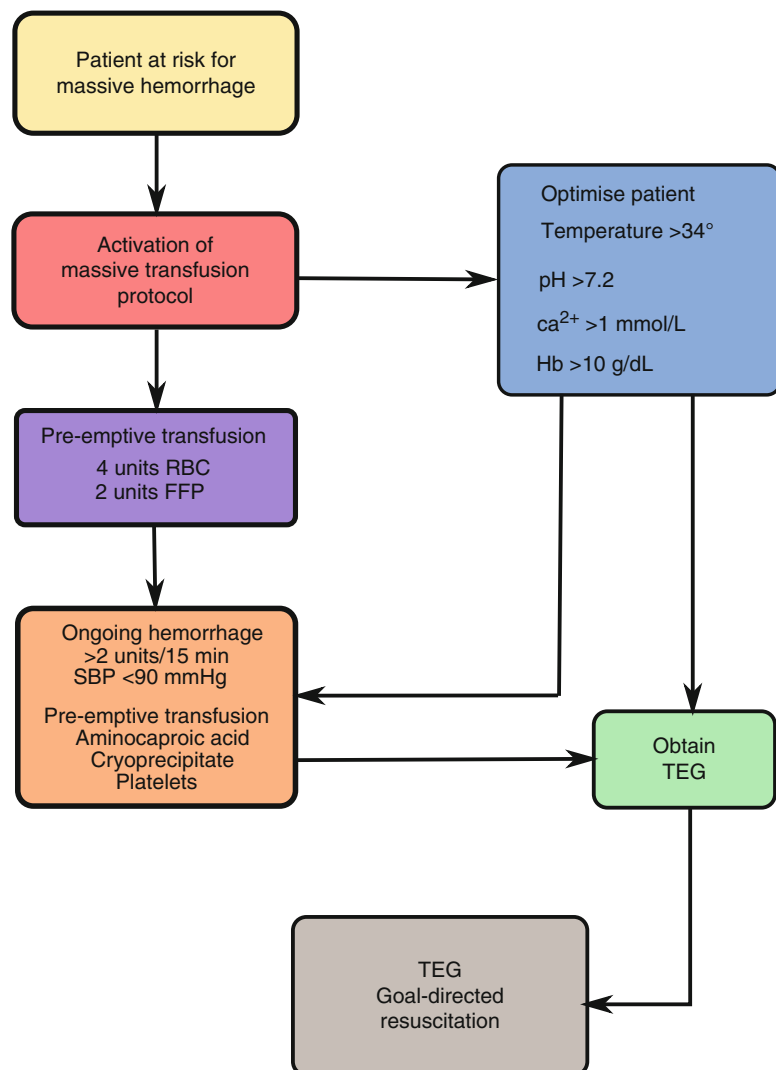 Patient at risk for
massive hemorrhage
Activation of
massive transfusion
protocol
Optimise patient
Temperature >34°
pH >7.2
ca²⁺ >1 mmol/L
Hb >10 g/dL
Pre-emptive transfusion
4 units RBC
2 units FFP
Ongoing hemorrhage
>2 units/15 min
SBP <90 mmHg
Pre-emptive transfusion
Aminocaproic acid
Cryoprecipitate
Platelets
Obtain
TEG
TEG
Goal-directed
resuscitation